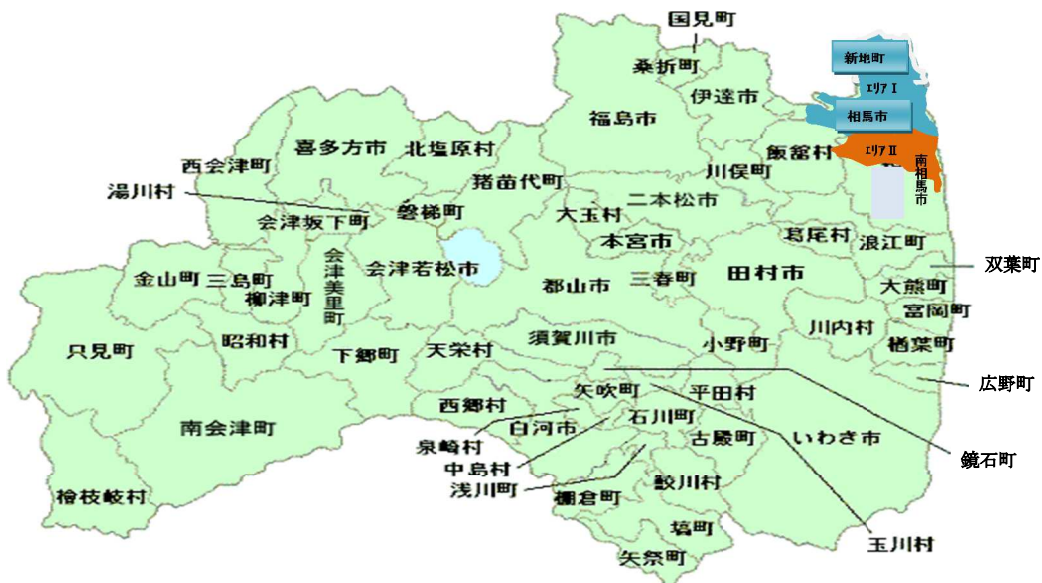 国見町
桑折町
新地町
ｴﾘｱⅠ
伊達市
福島市
相馬市
喜多方市
北塩原村
飯舘村
ｴﾘｱⅡ
西会津町
川俣町
南相馬市
猪苗代町
湯川村
二本松市
磐梯町
大玉村
会津坂下町
本宮市
葛尾村
浪江町
会津美里町
会津若松市
双葉町
金山町
三島町
郡山市
三春町
田村市
大熊町
柳津町
富岡町
川内村
昭和村
須賀川市
小野町
楢葉町
只見町
下郷町
天栄村
広野町
矢吹町
平田村
西郷村
石川町
白河市
南会津町
古殿町
いわき市
泉崎村
鏡石町
中島村
浅川町
鮫川村
檜枝岐村
棚倉町
塙町
玉川村
矢祭町